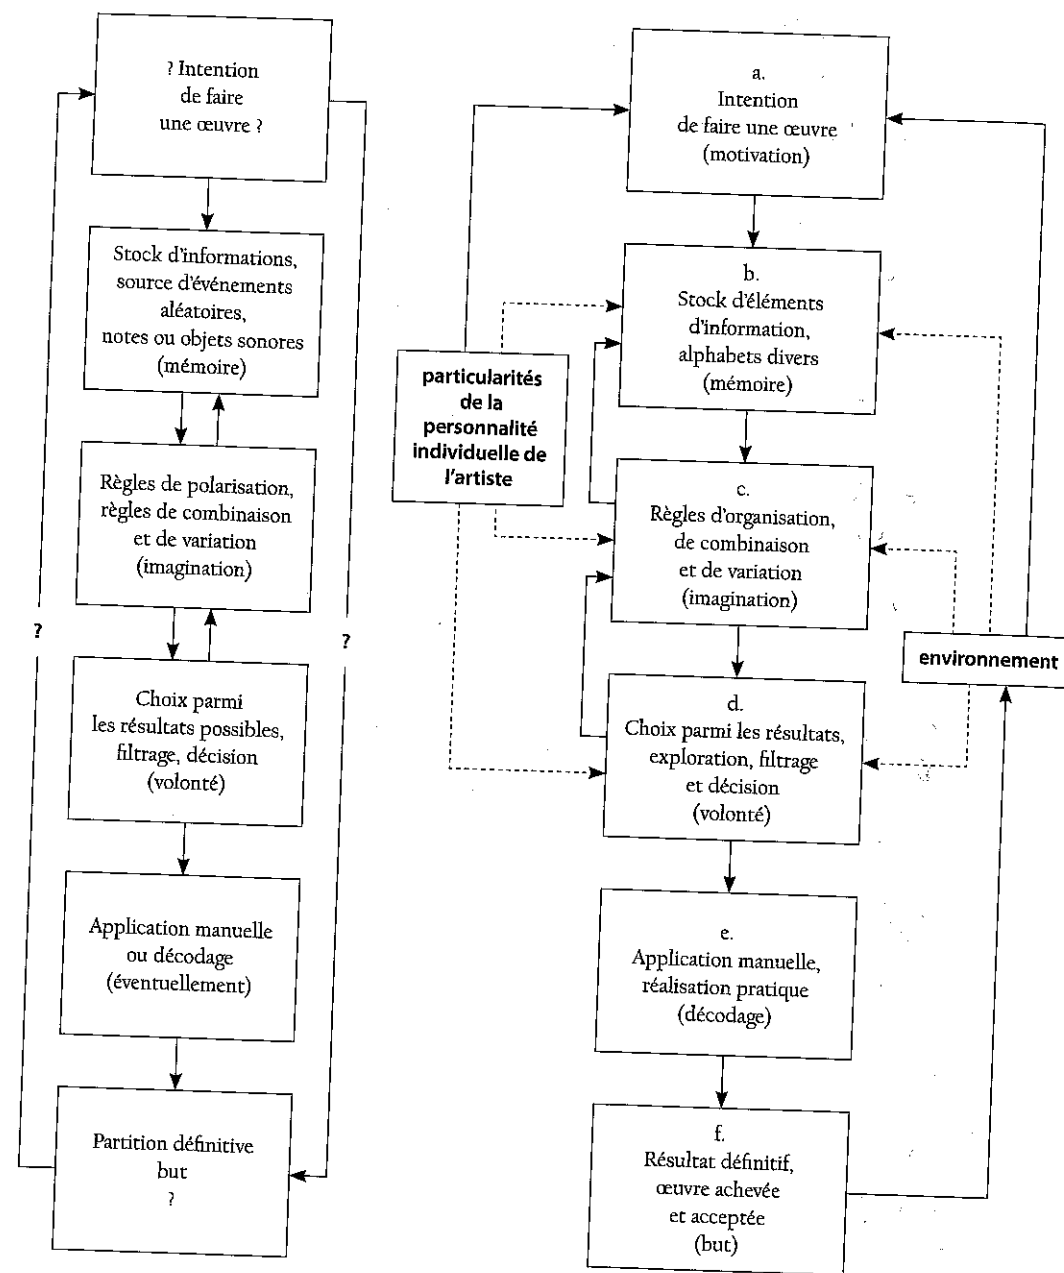 ? Intention
de faire
une œuvre ?
Stock d'informations,
source d'événements
aléatoires,
notes ou objets sonores
(mémoire)
Règles de polarisation,
règles de combinaison
et de variation
(imagination)
?
?
Choix parmi
les résultats possibles,
filtrage, décision
(volonté)
Application manuelle
ou décodage
(éventuellement)
Partition définitive
but
?
a.
Intention
de faire une œuvre
(motivation)
b.
Stock d'éléments
d'information,
alphabets divers
(mémoire)
particularités
de la
personnalité
individuelle de
l'artiste
c.
Règles d'organisation,
de combinaison
et de variation
(imagination)
environnement
d.
Choix parmi les résultats,
exploration, filtrage
et décision
(volonté)
e.
Application manuelle,
réalisation pratique
(décodage)
f.
Résultat définitif,
œuvre achevée
et acceptée
(but)